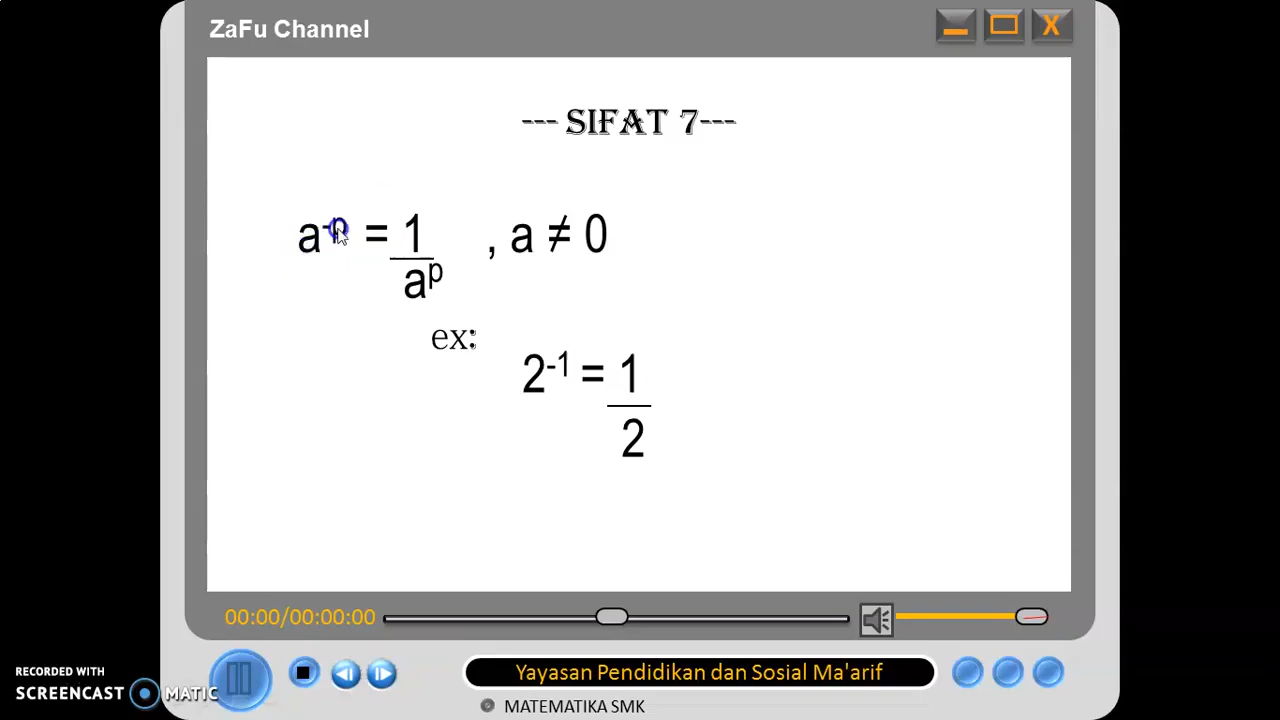 ZaFu Channel
X
--- SIFAT 7---
a-p = 1 , a ≠ 0
ap
ex:
2-1 = 1
2
00:00/00:00:00
RECORDED WITH
SCREENCAST MATIC
Yayasan Pendidikan dan Sosial Ma'arif
MATEMATIKA SMK